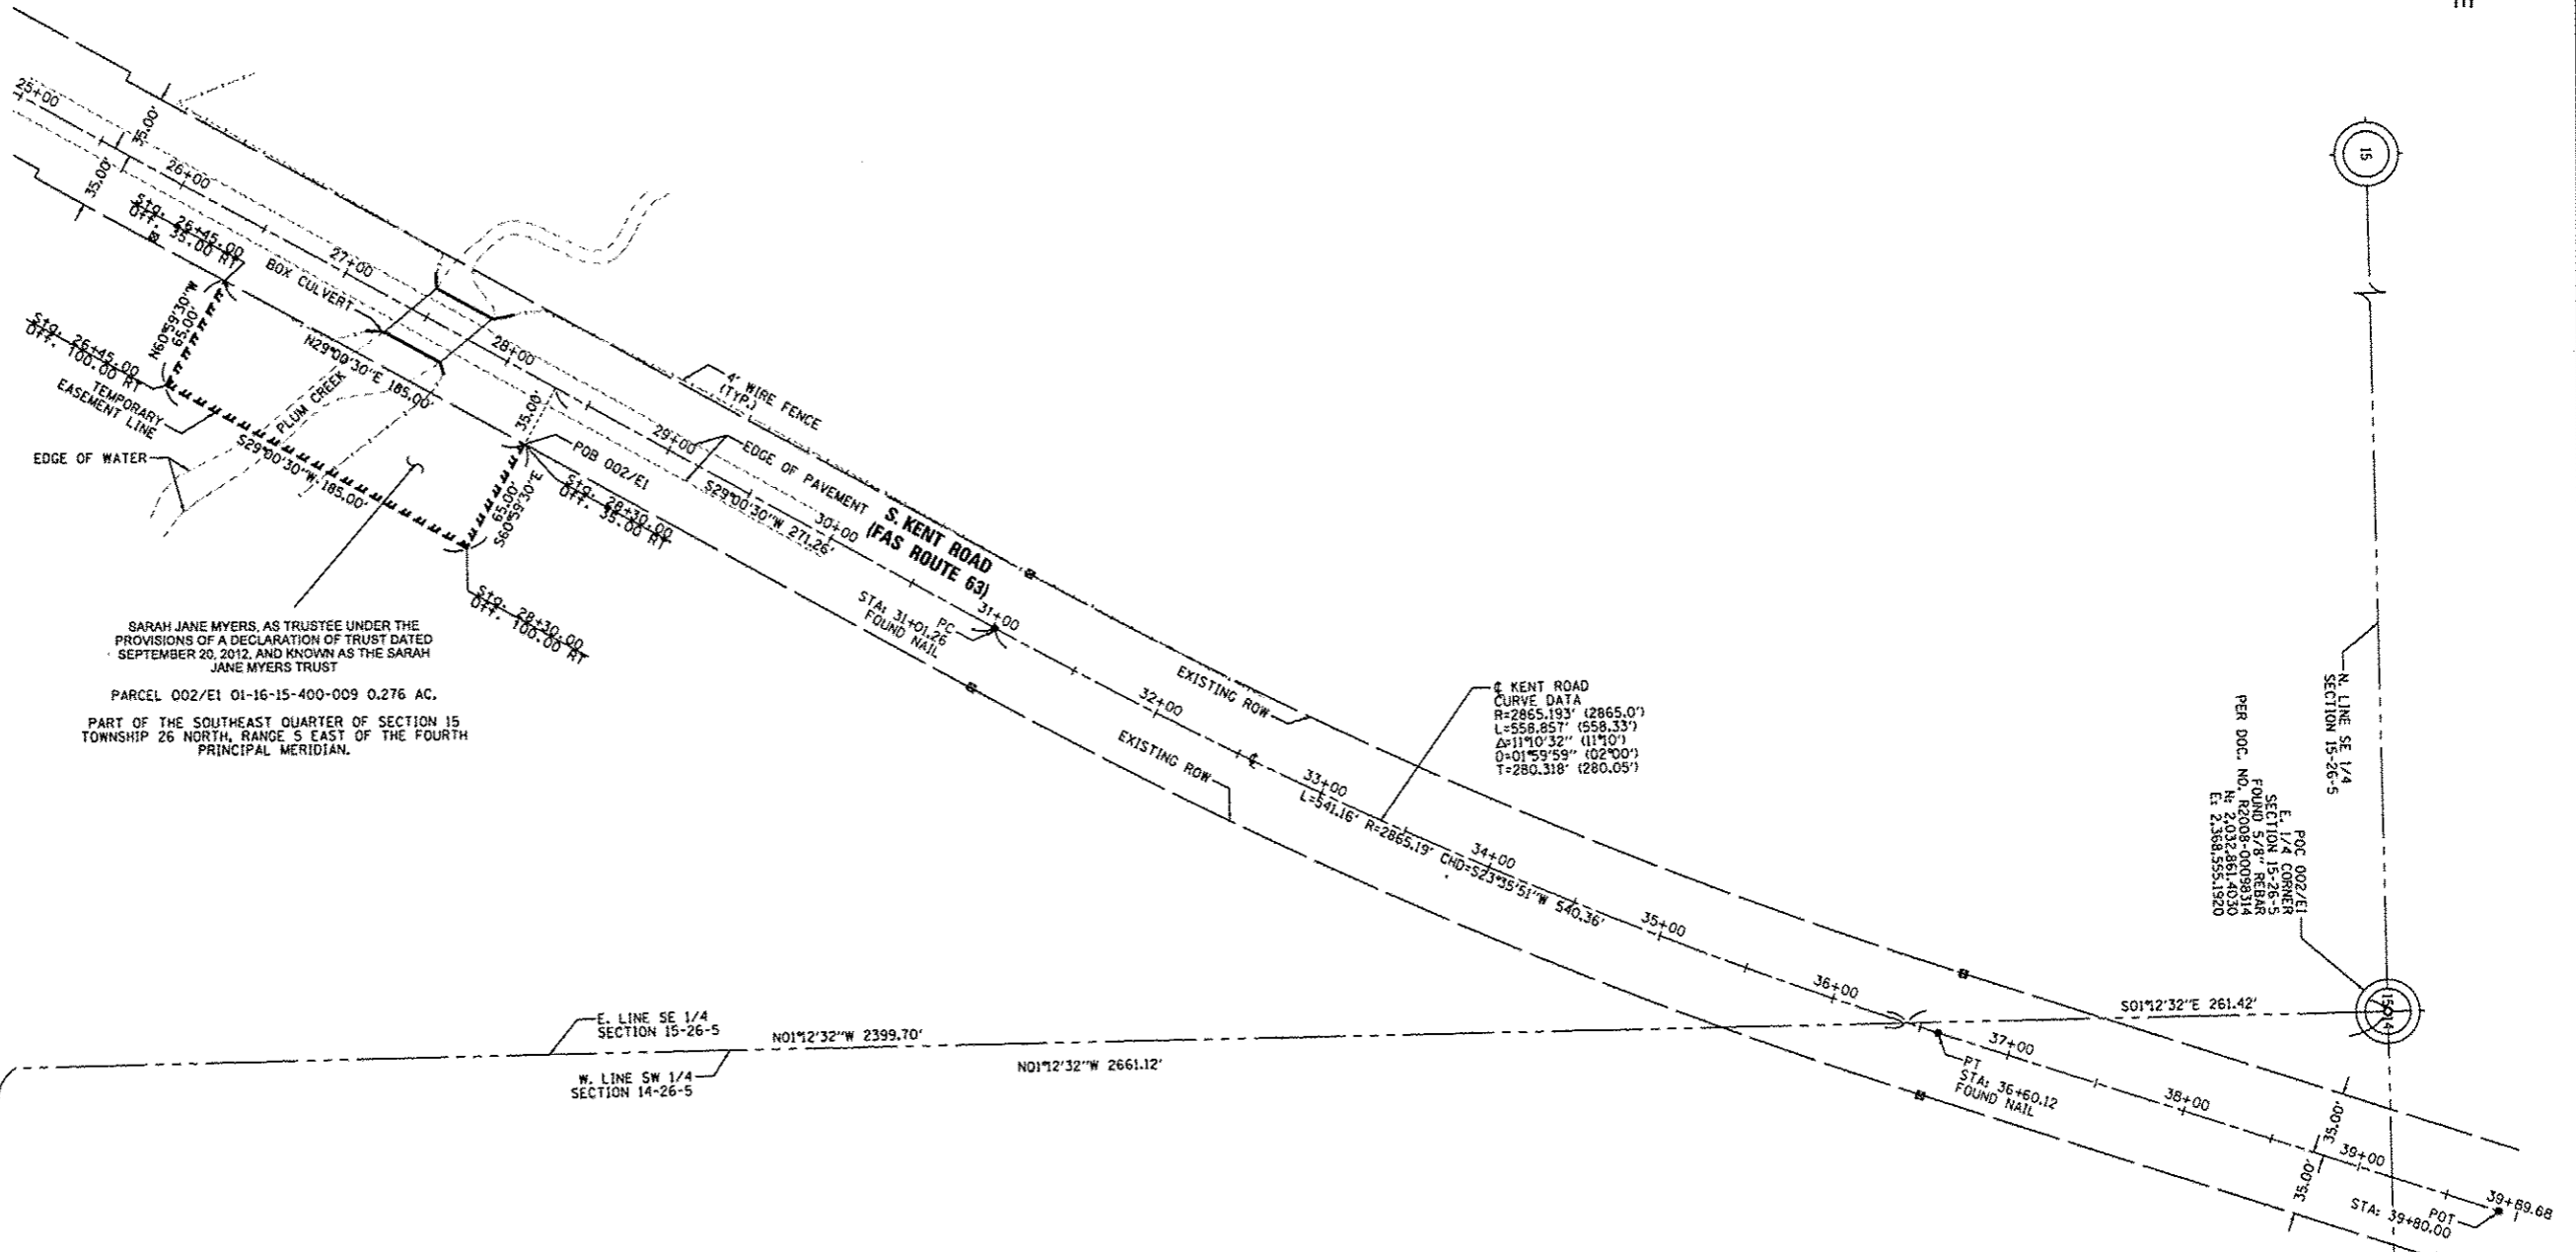 25+00
35.00'
35.00'
26+00
Sta. 26+45.00
Off. 35.00 RT
BOX CULVERT
27+00
N60°59'30"W
65.00'
Sta. 26+45.00
Off. 100.00 RT
TEMPORARY
EASEMENT LINE
EDGE OF WATER
PLUM CREEK
N29°00'30"E 185.00'
S29°00'30"W 185.00'
28+00
35.00'
4' WIRE FENCE
(TYP.)
29+00
EDGE OF PAVEMENT
POB 002/E1
Sta. 28+30.00
Off. 35.00 RT
65.00'
S60°59'30"E
Sta. 28+30.00
Off. 100.00 RT
S29°00'30"W 271.26'
30+00
S. KENT ROAD
(FAS ROUTE 63)
31+00
PC
STA: 31+01.26
FOUND NAIL
SARAH JANE MYERS, AS TRUSTEE UNDER THE
PROVISIONS OF A DECLARATION OF TRUST DATED
SEPTEMBER 20, 2012, AND KNOWN AS THE SARAH
JANE MYERS TRUST
PARCEL 002/E1 01-16-15-400-009 0.276 AC.
PART OF THE SOUTHEAST QUARTER OF SECTION 15
TOWNSHIP 26 NORTH, RANGE 5 EAST OF THE FOURTH
PRINCIPAL MERIDIAN.
32+00
EXISTING ROW
EXISTING ROW
℄
33+00
℄ KENT ROAD
CURVE DATA
R=2865.193' (2865.0')
L=558.857' (558.33')
Δ=11°10'32" (11°10')
D=01°59'59" (02°00')
T=280.318' (280.05')
L=541.16' R=2865.19' CHD=S23°35'51"W 540.36'
34+00
35+00
36+00
15
N. LINE SE 1/4
SECTION 15-26-5
POC 002/E1
E. 1/4 CORNER
SECTION 15-26-5
FOUND 5/8" REBAR
PER DOC. NO. R2008-00098314
N: 2,032,861.4030
E: 2,368,555.1920
15
14
S01°12'32"E 261.42'
E. LINE SE 1/4
SECTION 15-26-5
N01°12'32"W 2399.70'
W. LINE SW 1/4
SECTION 14-26-5
N01°12'32"W 2661.12'
37+00
PT
STA: 36+60.12
FOUND NAIL
38+00
35.00'
35.00'
39+00
39+89.68
POT
STA: 39+80.00